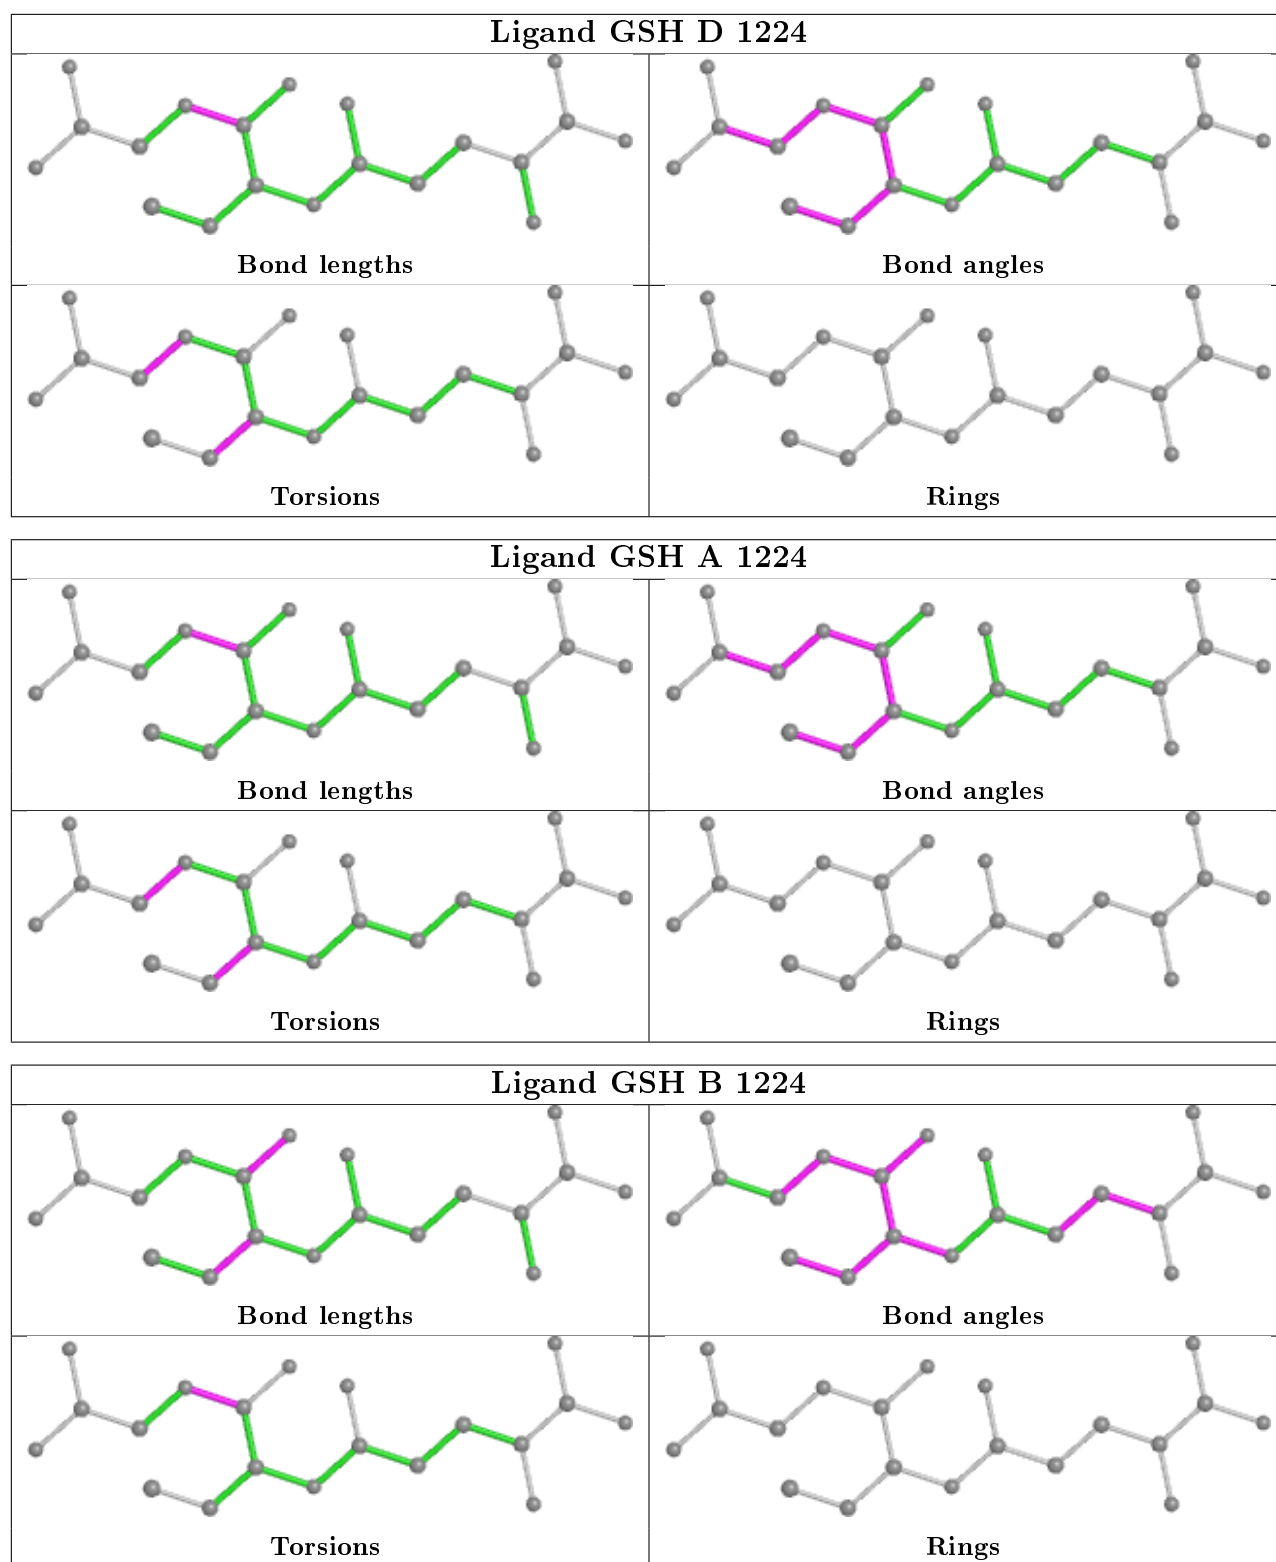 Ligand GSH D 1224
Bond lengths
Bond angles
Torsions
Rings
Ligand GSH A 1224
Bond lengths
Bond angles
Torsions
Rings
Ligand GSH B 1224
Bond lengths
Bond angles
Torsions
Rings